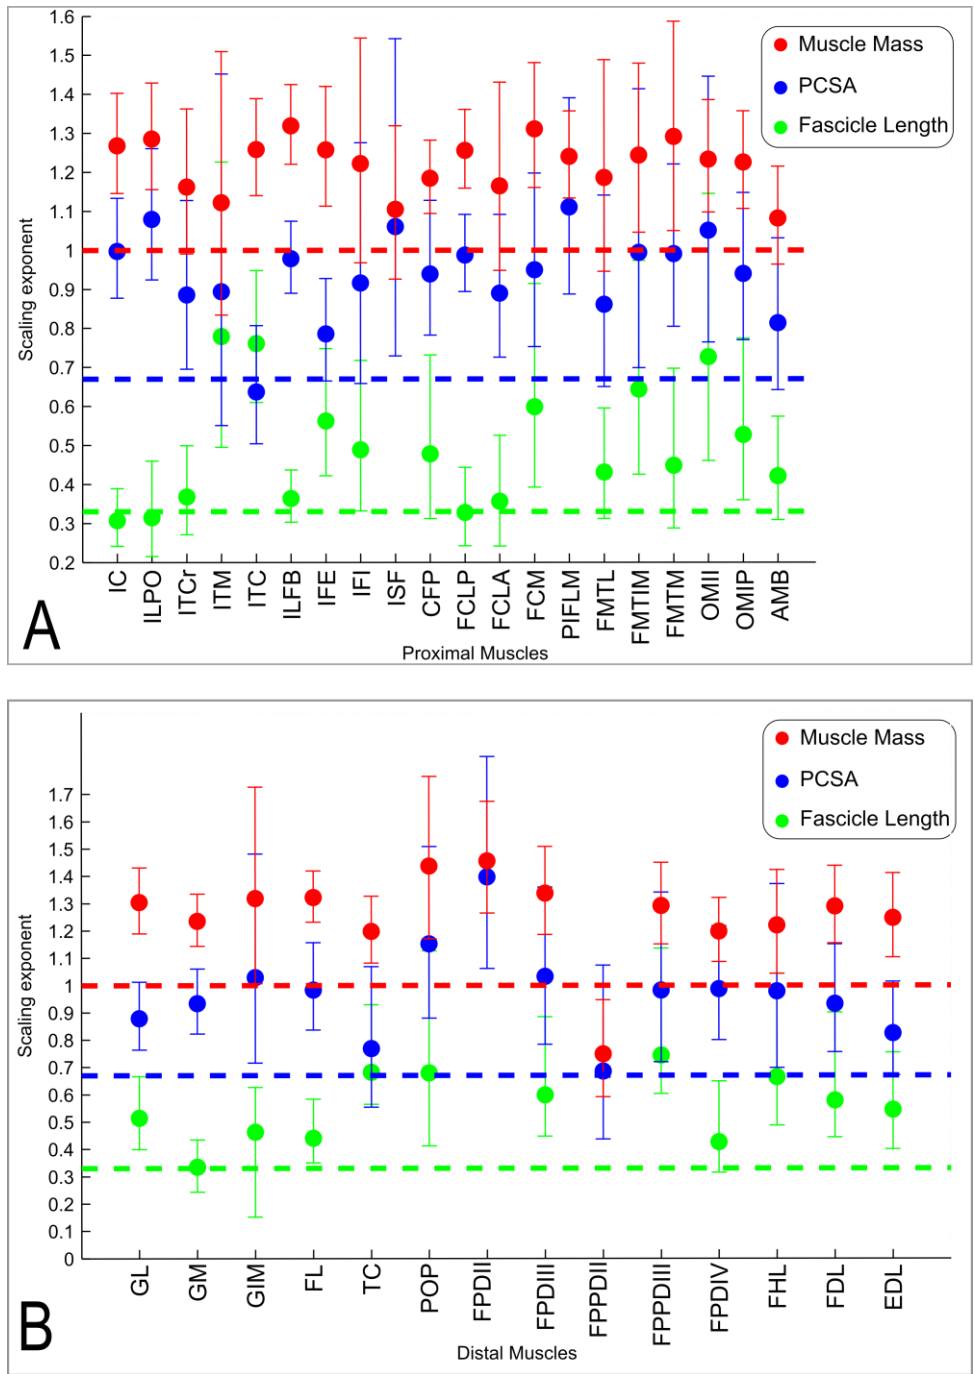 1.6
1.5
1.4
1.3
1.2
1.1
1
0.9
0.8
0.7
0.6
0.5
0.4
0.3
0.2
Scaling exponent
Muscle Mass
PCSA
Fascicle Length
IC
ILPO
ITCr
ITM
ITC
ILFB
IFE
IFI
ISF
CFP
FCLP
FCLA
FCM
PIFLM
FMTL
FMTIM
FMTM
OMII
OMIP
AMB
Proximal Muscles
A
1.7
1.6
1.5
1.4
1.3
1.2
1.1
1
0.9
0.8
0.7
0.6
0.5
0.4
0.3
0.2
0.1
0
Scaling exponent
Muscle Mass
PCSA
Fascicle Length
GL
GM
GIM
FL
TC
POP
FPDII
FPDIII
FPPDII
FPPDIII
FPDIV
FHL
FDL
EDL
Distal Muscles
B